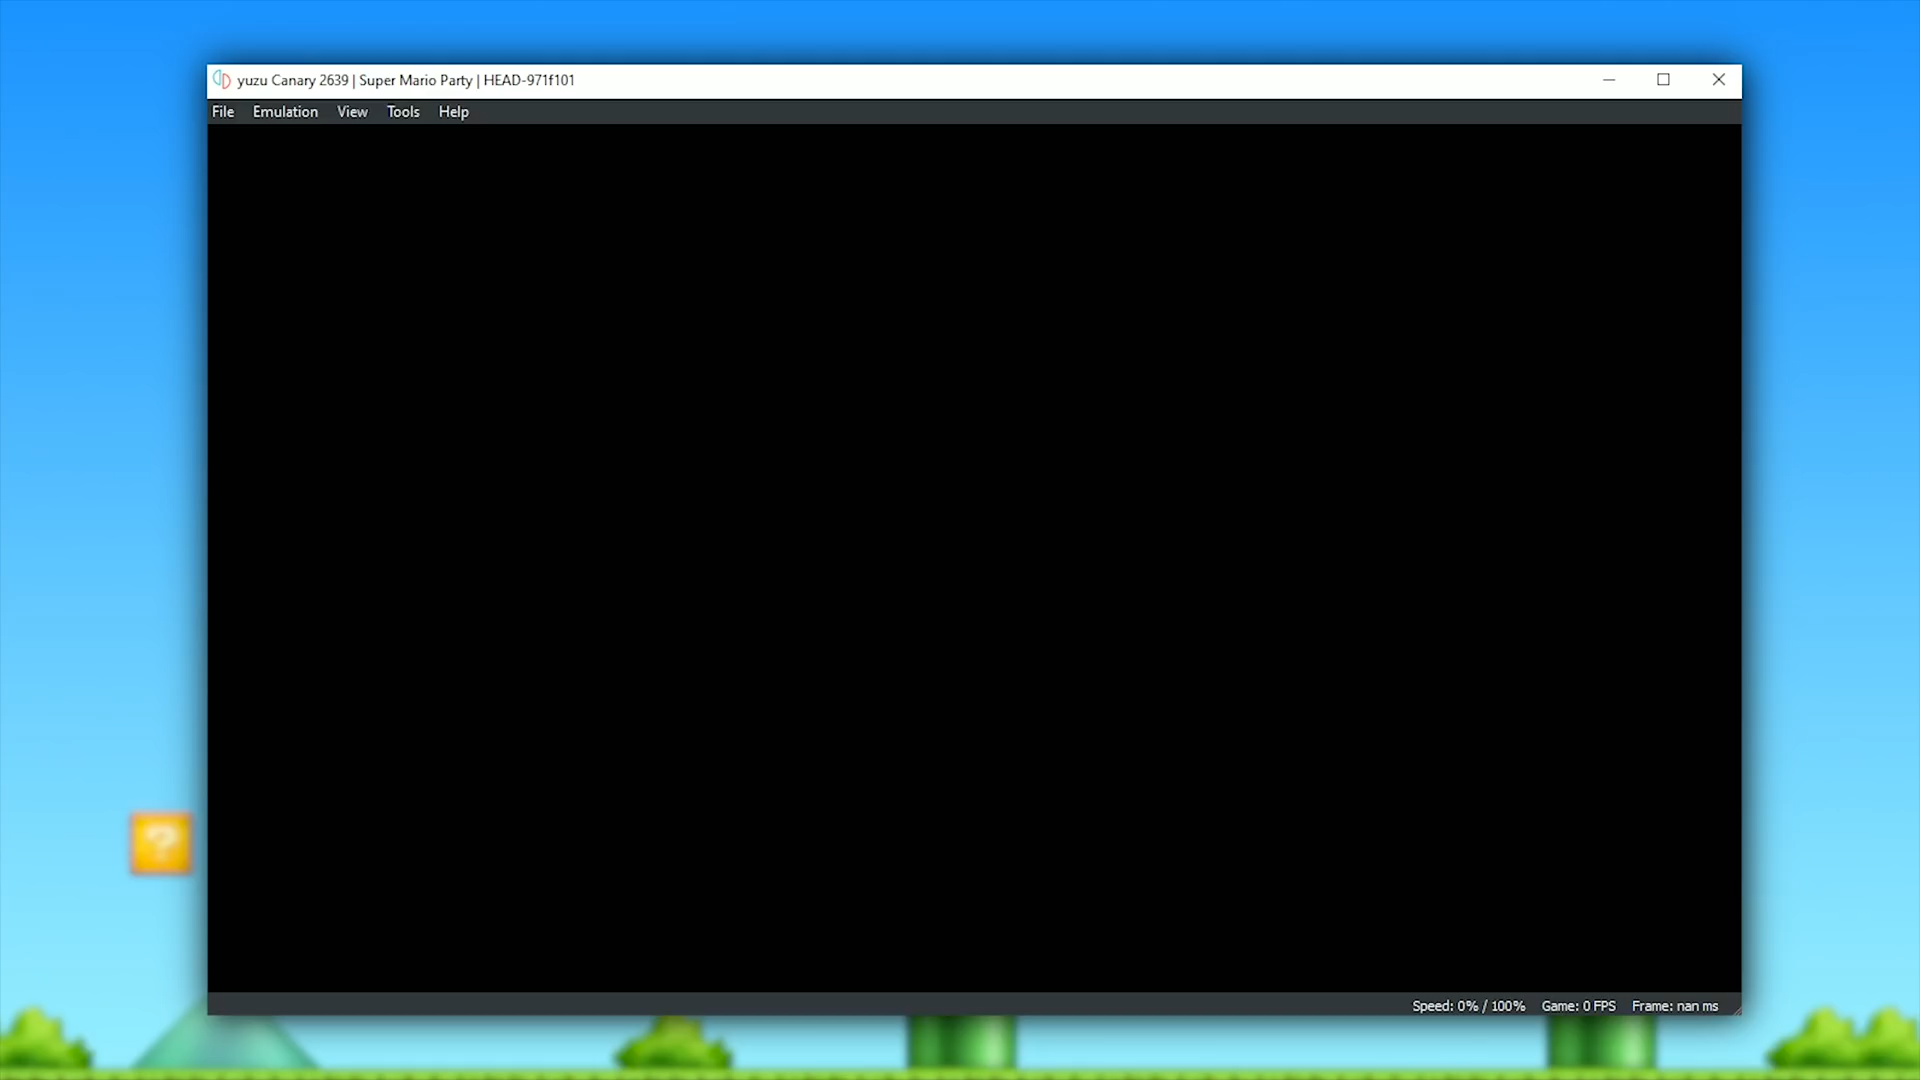 yuzu Canary 2639 | Super Mario Party | HEAD-971f101
File Emulation View Tools Help
?
Speed: 0% / 100% Game: 0 FPS Frame: nan ms